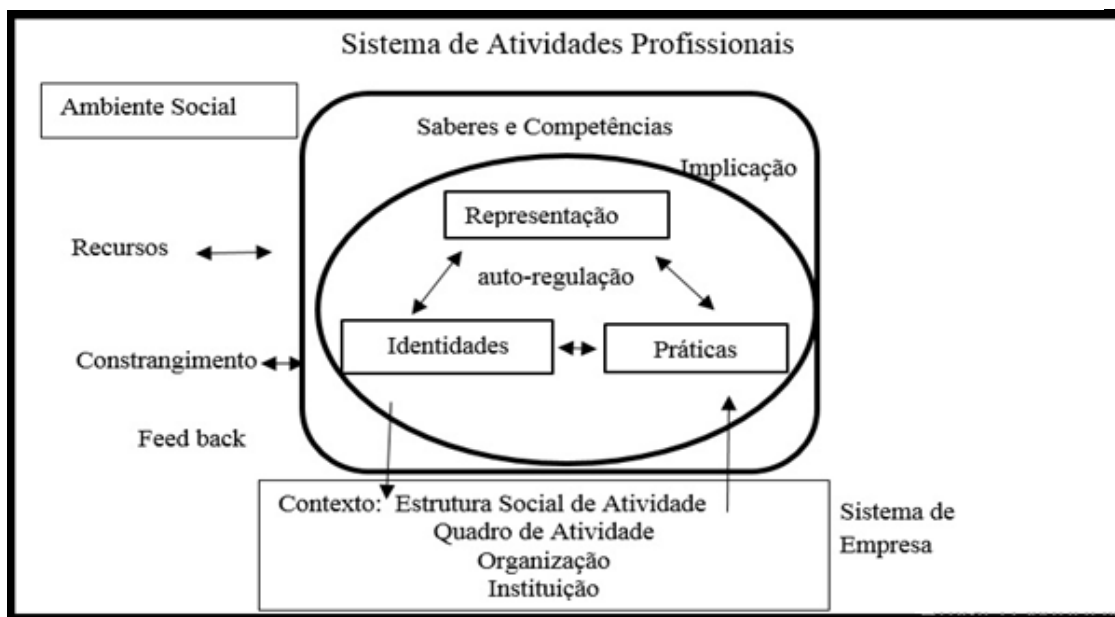 Sistema de Atividades Profissionais
Ambiente Social
Saberes e Competências
Implicação
Representação
Recursos
auto-regulação
Identidades
Práticas
Constrangimento
Feed back
Contexto: Estrutura Social de Atividade
Quadro de Atividade
Organização
Instituição
Sistema de
Empresa